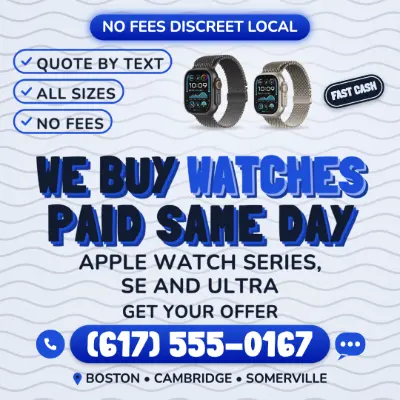 NO FEES DISCREET LOCAL
QUOTE BY TEXT
ALL SIZES
NO FEES
FAST CASH
WE BUY WATCHES
PAID SAME DAY
APPLE WATCH SERIES,
SE AND ULTRA
GET YOUR OFFER
(617) 555-0167
BOSTON • CAMBRIDGE • SOMERVILLE